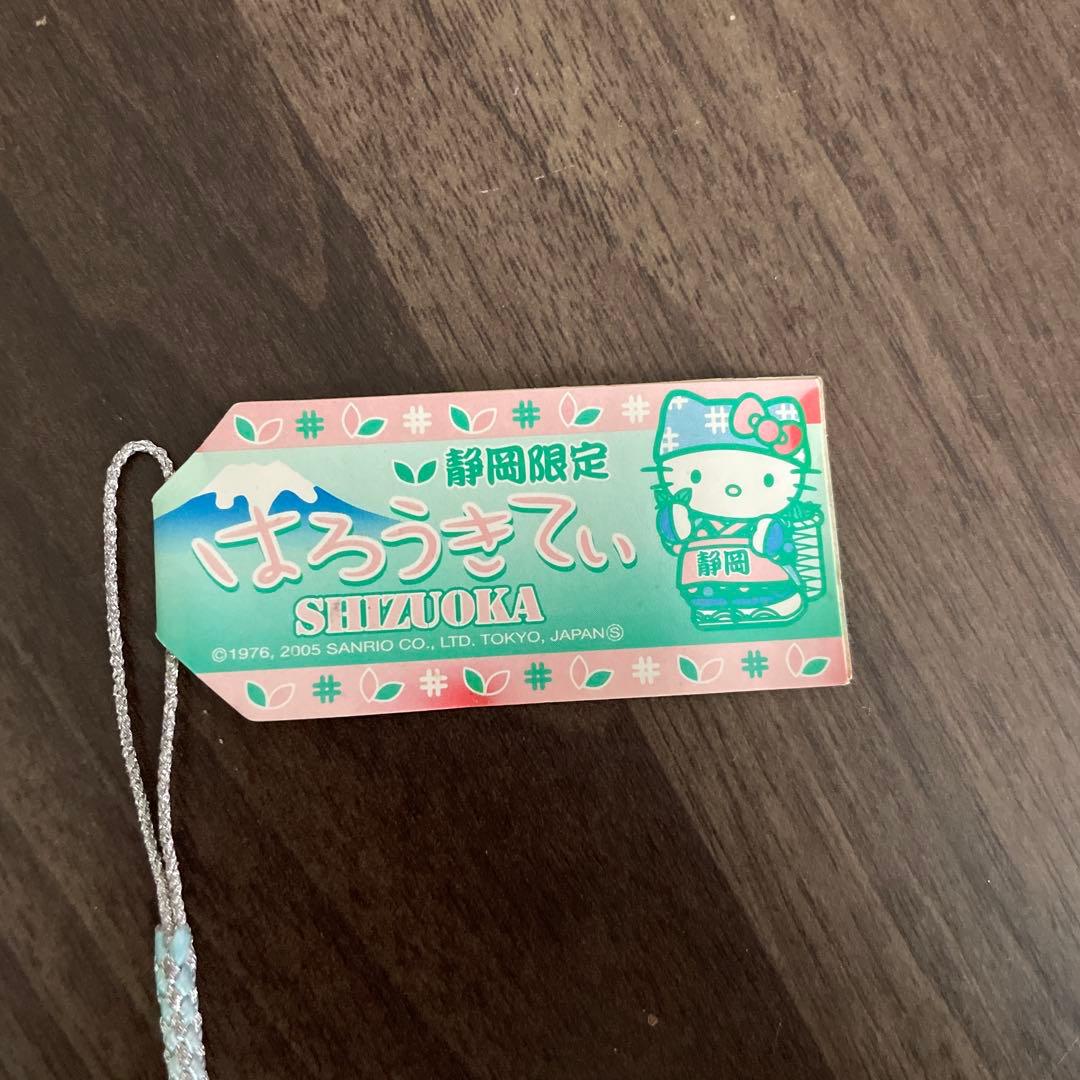 静岡限定
はろうきてぃ
SHIZUOKA
©1976, 2005 SANRIO CO., LTD. TOKYO, JAPANⓈ
静岡